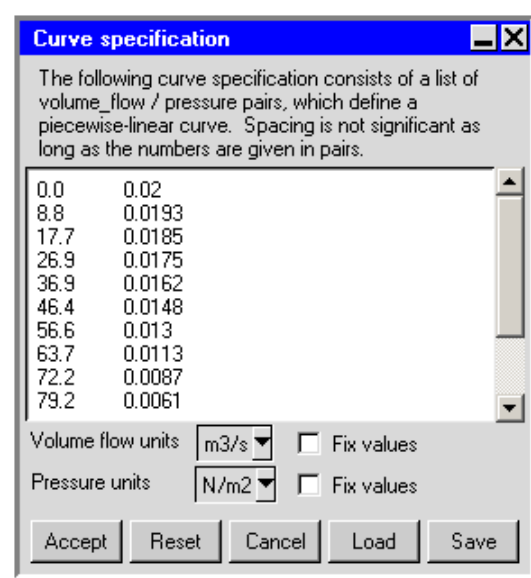 Curve specification
The following curve specification consists of a list of
volume_flow / pressure pairs, which define a
piecewise-linear curve. Spacing is not significant as
long as the numbers are given in pairs.
0.0 0.02
8.8 0.0193
17.7 0.0185
26.9 0.0175
36.9 0.0162
46.4 0.0148
56.6 0.013
63.7 0.0113
72.2 0.0087
79.2 0.0061
Volume flow units m3/s Fix values
Pressure units N/m2 Fix values
Accept Reset Cancel Load Save